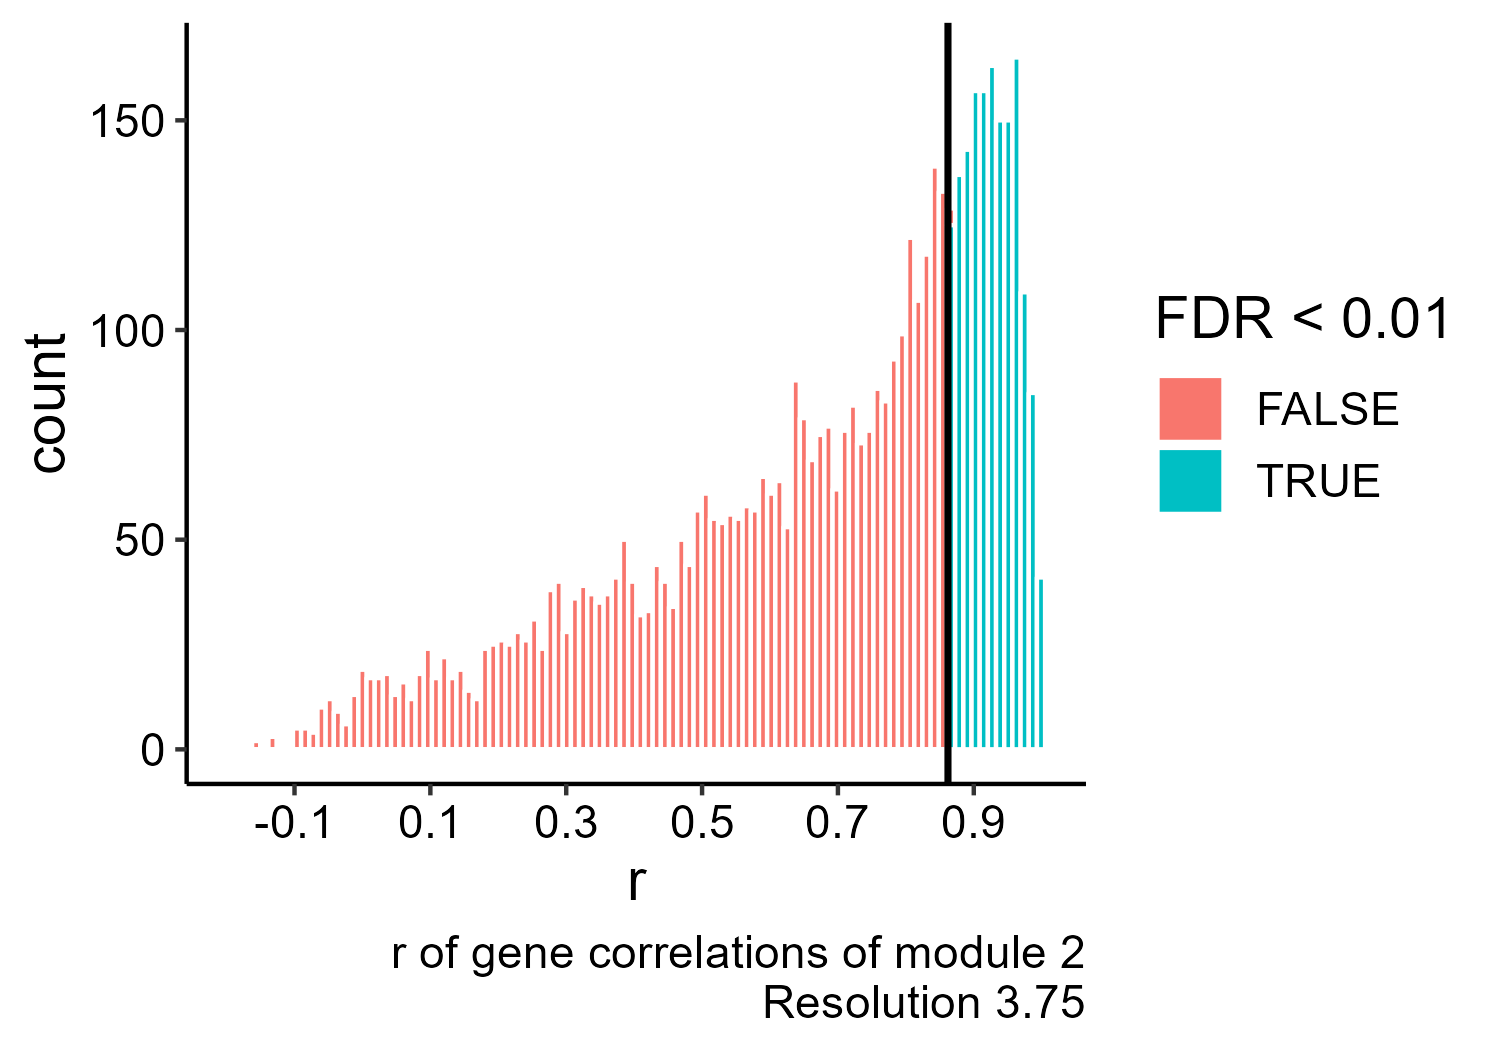 150
100
50
0
count
-0.1
0.1
0.3
0.5
0.7
0.9
r
r of gene correlations of module 2
Resolution 3.75
FDR < 0.01
FALSE
TRUE